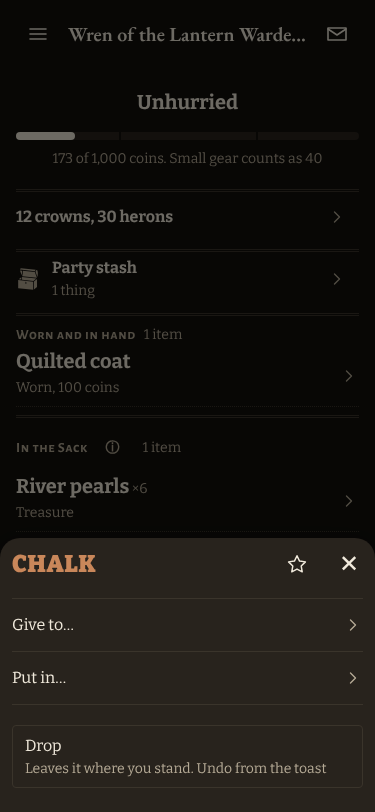 Wren of the Lantern Warde...
Unhurried
173 of 1,000 coins. Small gear counts as 40
12 crowns, 30 herons
Party stash
1 thing
Worn and in hand 1 item
Quilted coat
Worn, 100 coins
In the Sack 1 item
River pearls ×6
Treasure
CHALK
Give to...
Put in...
Drop
Leaves it where you stand. Undo from the toast